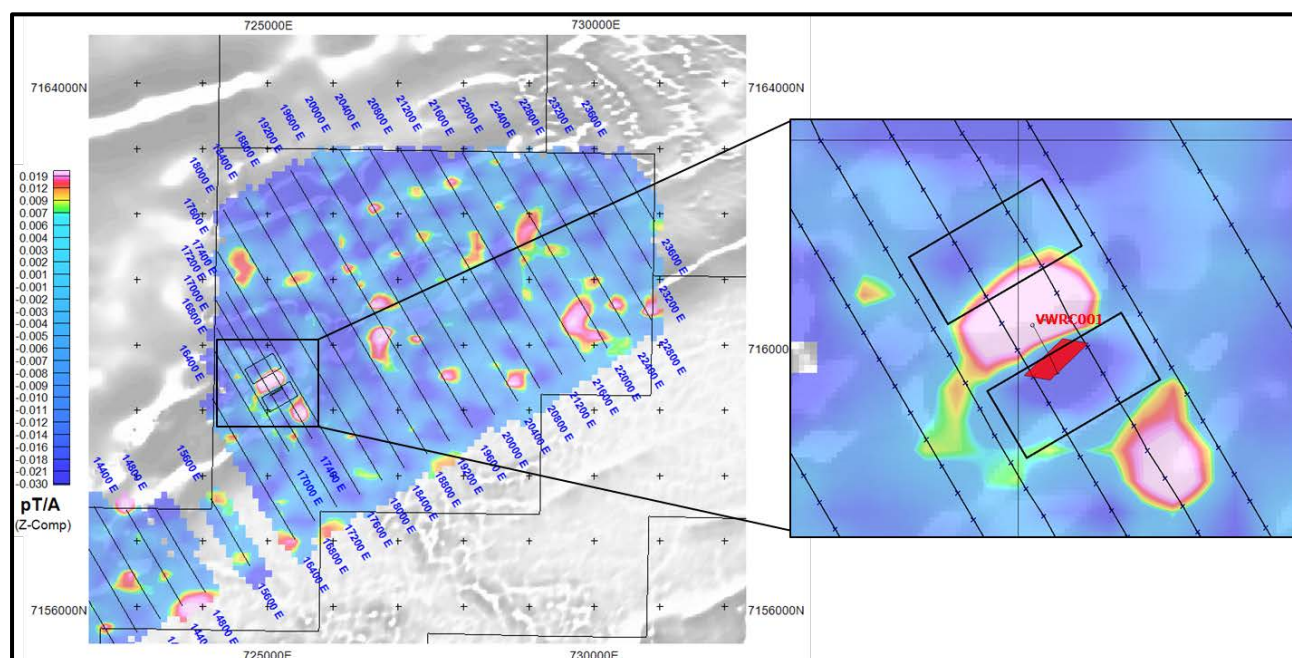 725000E
730000E
7164000N
7164000N
18000 E
18400 E
18800 E
19200 E
19600 E
20000 E
20400 E
20800 E
21200 E
21600 E
22000 E
22400 E
22800 E
23200 E
23600 E
0.019
0.012
0.009
0.007
0.006
0.004
0.003
0.002
0.001
-0.001
-0.002
-0.003
-0.004
-0.005
-0.006
-0.007
-0.008
-0.009
-0.010
-0.011
-0.012
-0.014
-0.016
-0.018
-0.021
-0.030
pT/A
(Z-Comp)
17600 E
17400 E
17200 E
17000 E
16800 E
16400 E
15600 E
14800 E
14400 E
VWRC001
716000
23600 E
23200 E
22800 E
22400 E
22000 E
21600 E
21200 E
20800 E
20400 E
20000 E
19600 E
19200 E
18800 E
18400 E
18000 E
17600 E
17400 E
17200 E
17000 E
16800 E
16400 E
15600 E
14800 E
7156000N
7156000N
725000E
730000E